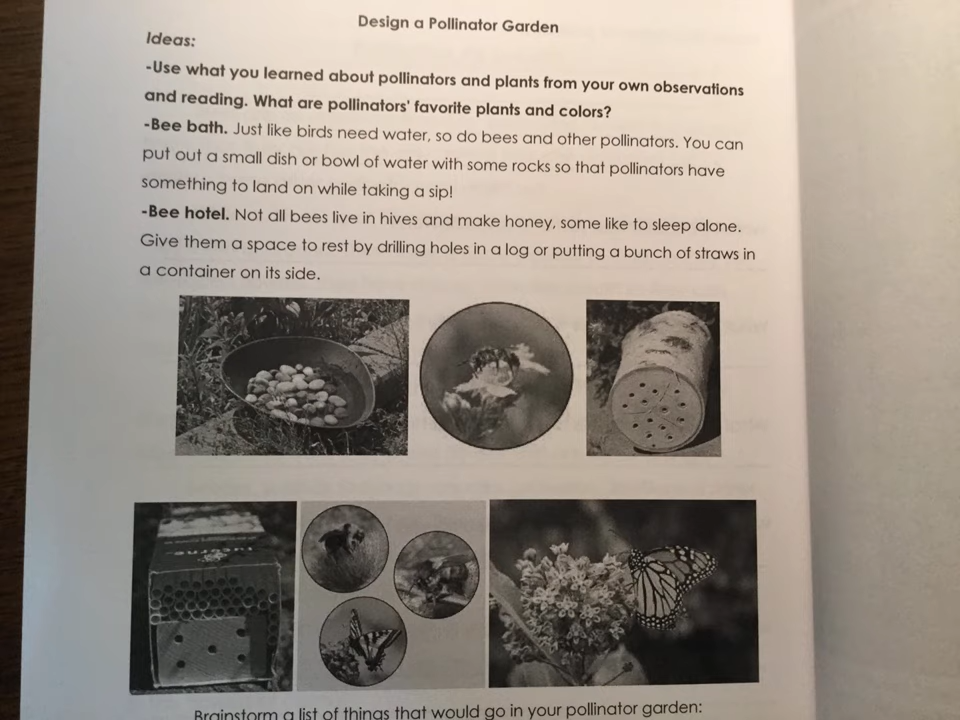 Design a Pollinator Garden
Ideas:
-Use what you learned about pollinators and plants from your own observations
and reading. What are pollinators' favorite plants and colors?
-Bee bath. Just like birds need water, so do bees and other pollinators. You can
put out a small dish or bowl of water with some rocks so that pollinators have
something to land on while taking a sip!
-Bee hotel. Not all bees live in hives and make honey, some like to sleep alone.
Give them a space to rest by drilling holes in a log or putting a bunch of straws in
a container on its side.
Lucerne
Brainstorm a list of things that would go in your pollinator garden: